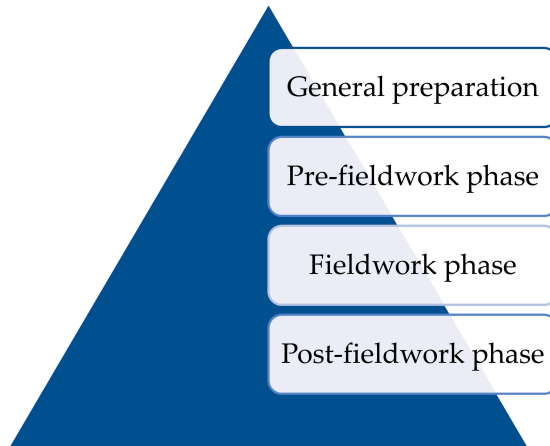 General preparation
Pre-fieldwork phase
Fieldwork phase
Post-fieldwork phase